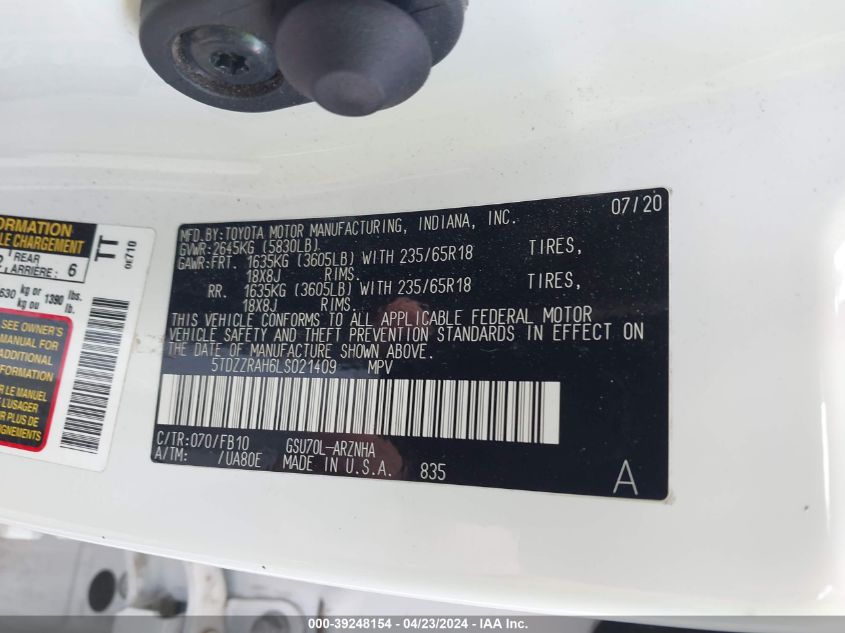 07/20
MFD.BY:TOYOTA MOTOR MANUFACTURING, INDIANA, INC.
GVWR:2645KG (5830LB)
GAWR:FRT. 1635KG (3605LB) WITH 235/65R18 TIRES,
18X8J RIMS.
RR. 1635KG (3605LB) WITH 235/65R18 TIRES,
18X8J RIMS.
THIS VEHICLE CONFORMS TO ALL APPLICABLE FEDERAL MOTOR
VEHICLE SAFETY AND THEFT PREVENTION STANDARDS IN EFFECT ON
THE DATE OF MANUFACTURE SHOWN ABOVE.
5TDZZRAH6LS021409 MPV
C/TR:070/FB10 GSU70L-ARZNHA
A/TM: /UA80E MADE IN U.S.A. 835
A
ORMATION
LE CHARGEMENT
REAR
ARRIÈRE: 6
630 kg or 1390 lbs.
kg ou lb.
TT
0E710
SEE OWNER'S
MANUAL FOR
ADDITIONAL
R LE MANUEL
L'USAGER
R PLUS DE
IGNEMENTS
000-39248154 - 04/23/2024 - IAA Inc.